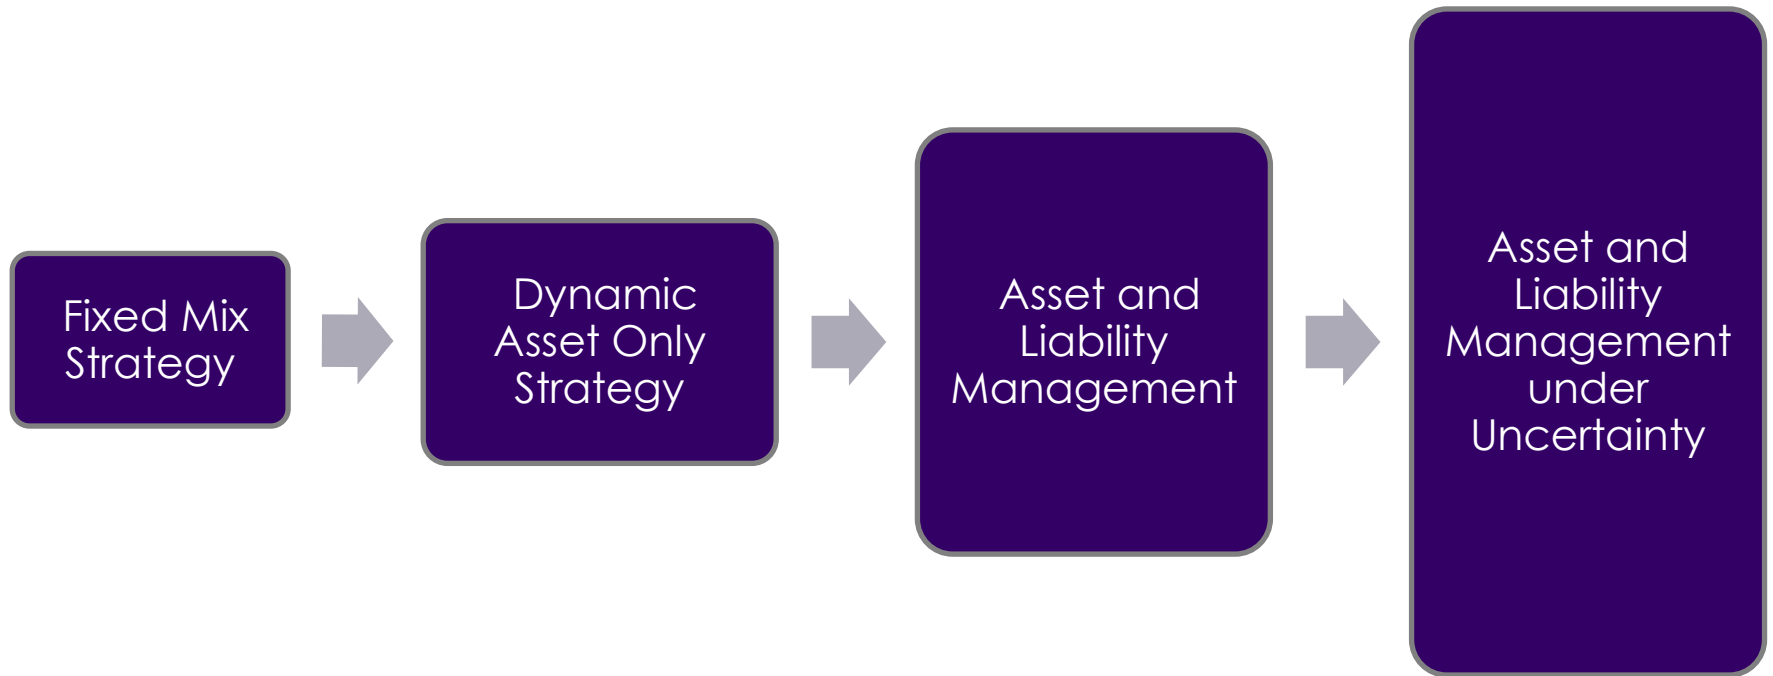 Fixed Mix
Strategy
Dynamic
Asset Only
Strategy
Asset and
Liability
Management
Asset and
Liability
Management
under
Uncertainty